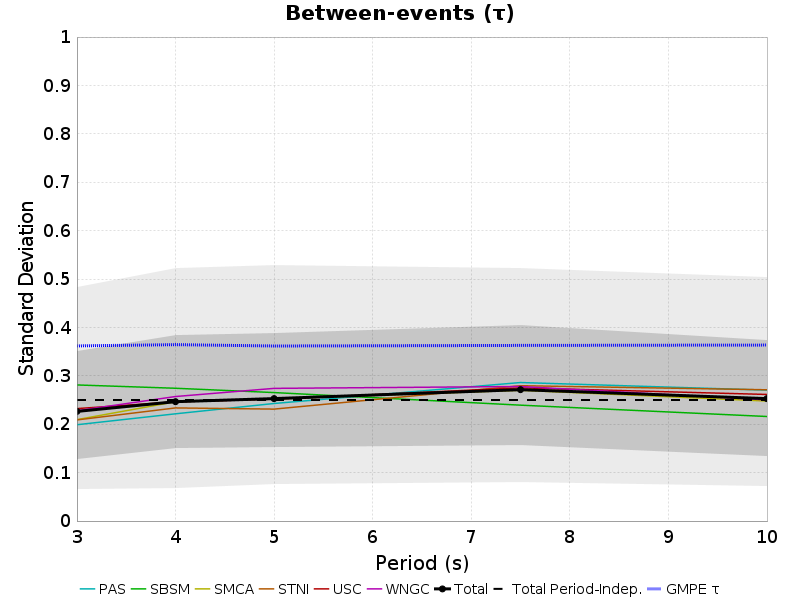 Between-events (τ)
1
0.9
0.8
0.7
0.6
0.5
0.4
0.3
0.2
0.1
0
Standard Deviation
3 4 5 6 7 8 9 10
Period (s)
PAS SBSM SMCA STNI USC WNGC Total Total Period-Indep. GMPE τ